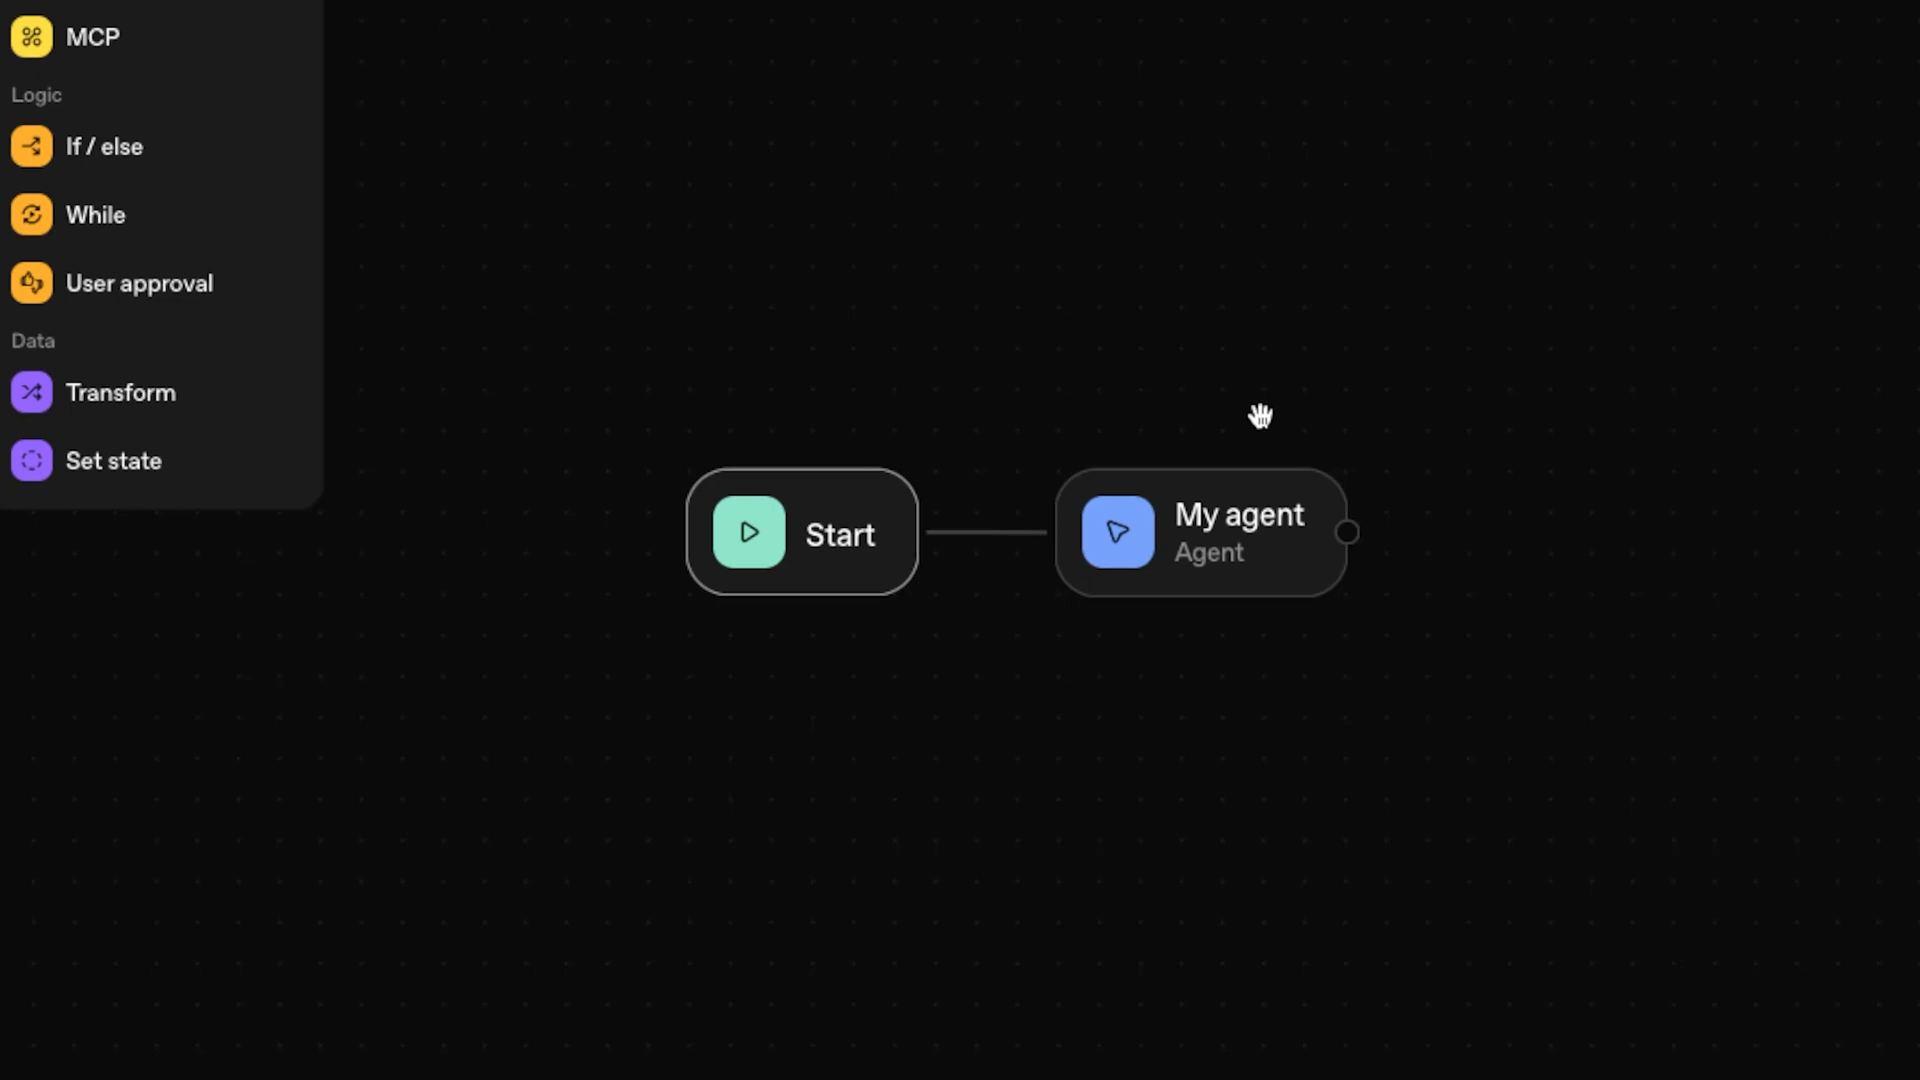 MCP
Logic
If / else
While
User approval
Data
Transform
Set state
Start
My agent
Agent